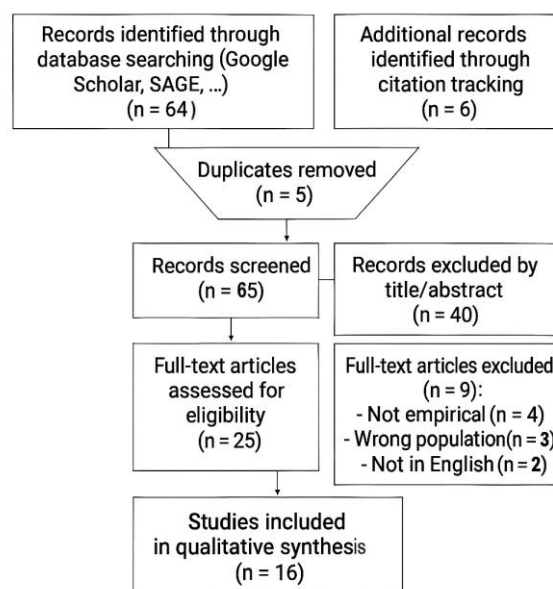 Records identified through
database searching (Google
Scholar, SAGE, ...)
(n = 64)
Additional records
identified through
citation tracking
(n = 6)
Duplicates removed
(n = 5)
Records screened
(n = 65)
Records excluded by
title/abstract
(n = 40)
Full-text articles
assessed for
eligibility
(n = 25)
Full-text articles excluded
(n = 9):
- Not empirical (n = 4)
- Wrong population(n = 3)
- Not in English (n = 2)
Studies included
in qualitative synthesis
(n = 16)